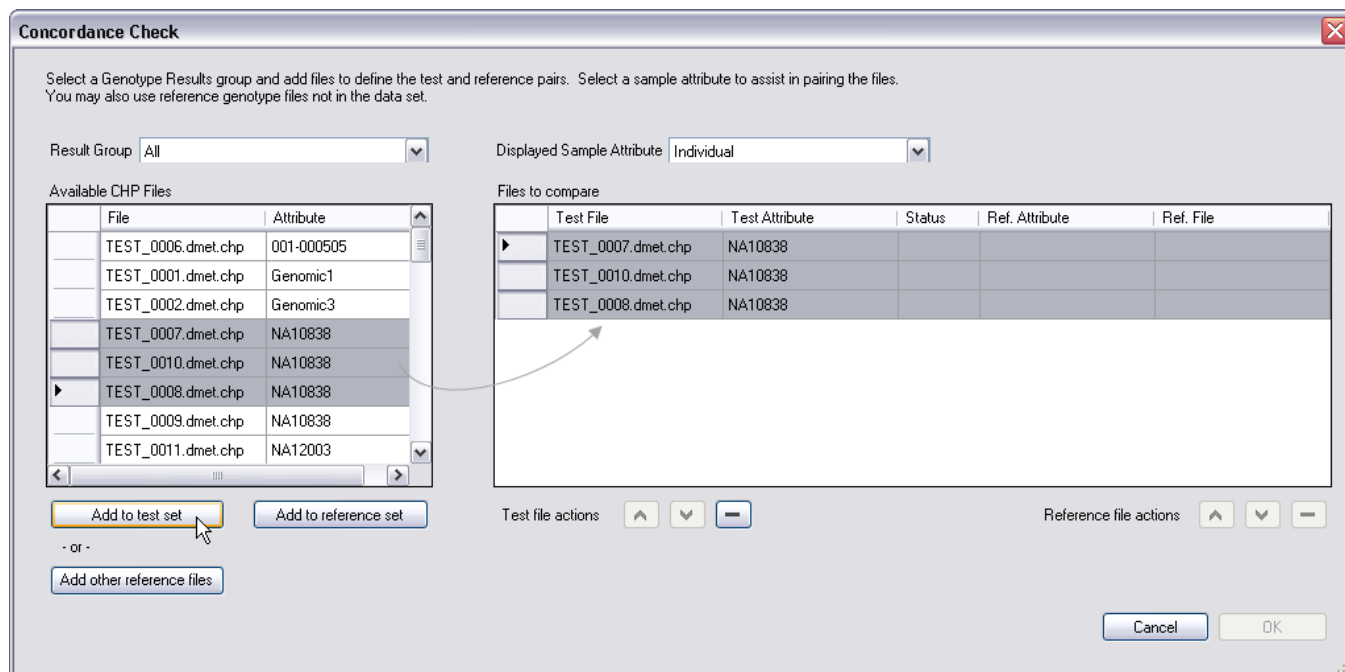 Concordance Check
Select a Genotype Results group and add files to define the test and reference pairs. Select a sample attribute to assist in pairing the files.
You may also use reference genotype files not in the data set.
Result Group All
Displayed Sample Attribute Individual
Available CHP Files
File Attribute
TEST_0006.dmet.chp 001-000505
TEST_0001.dmet.chp Genomic1
TEST_0002.dmet.chp Genomic3
TEST_0007.dmet.chp NA10838
TEST_0010.dmet.chp NA10838
TEST_0008.dmet.chp NA10838
TEST_0009.dmet.chp NA10838
TEST_0011.dmet.chp NA12003
Files to compare
Test File Test Attribute Status Ref. Attribute Ref. File
TEST_0007.dmet.chp NA10838
TEST_0010.dmet.chp NA10838
TEST_0008.dmet.chp NA10838
Add to test set Add to reference set
- or -
Add other reference files
Test file actions
Reference file actions
Cancel OK